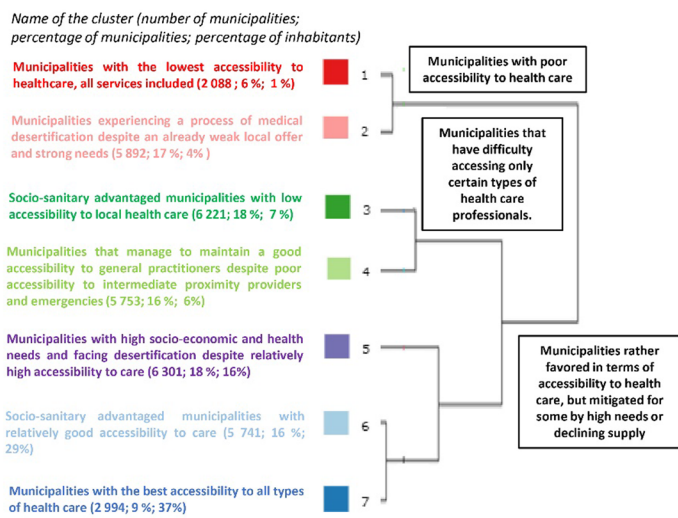 Name of the cluster (number of municipalities;
percentage of municipalities; percentage of inhabitants)
Municipalities with the lowest accessibility to
healthcare, all services included (2 088 ; 6 %; 1 %)
1
Municipalities with poor
accessibility to health care
Municipalities experiencing a process of medical
desertification despite an already weak local offer
and strong needs (5 892; 17 %; 4% )
2
Municipalities that
have difficulty
accessing only
certain types of
health care
professionals.
Socio-sanitary advantaged municipalities with low
accessibility to local health care (6 221; 18 %; 7 %)
3
Municipalities that manage to maintain a good
accessibility to general practitioners despite poor
accessibility to intermediate proximity providers
and emergencies (5 753; 16 %; 6%)
4
Municipalities with high socio-economic and health
needs and facing desertification despite relatively
high accessibility to care (6 301; 18 %; 16%)
5
Municipalities rather
favored in terms of
accessibility to health
care, but mitigated for
some by high needs or
declining supply
Socio-sanitary advantaged municipalities with
relatively good accessibility to care (5 741; 16 %;
29%)
6
Municipalities with the best accessibility to all types
of health care (2 994; 9 %; 37%)
7